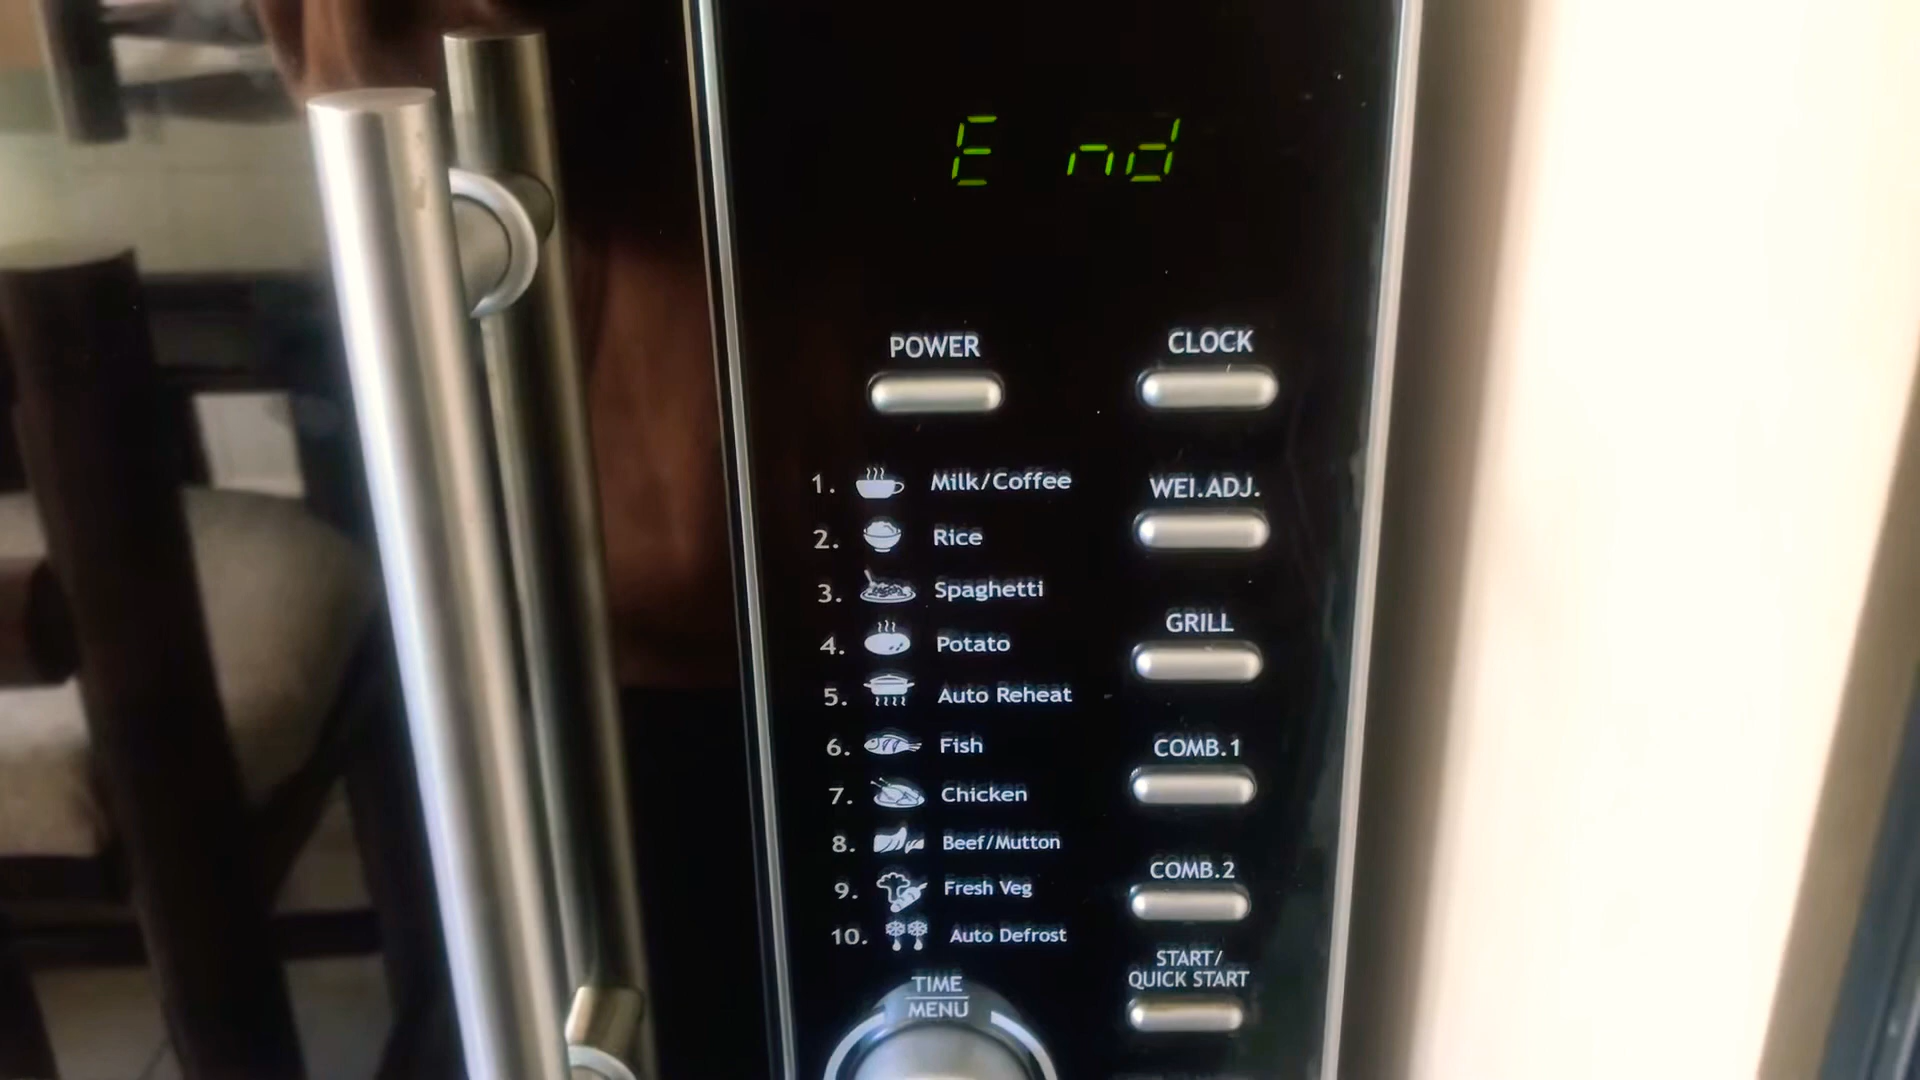 E nd
POWER
CLOCK
1. Milk/Coffee
WEI.ADJ.
2. Rice
3. Spaghetti
GRILL
4. Potato
5. Auto Reheat
6. Fish
COMB.1
7. Chicken
8. Beef/Mutton
COMB.2
9. Fresh Veg
10. Auto Defrost
START/
QUICK START
TIME
MENU